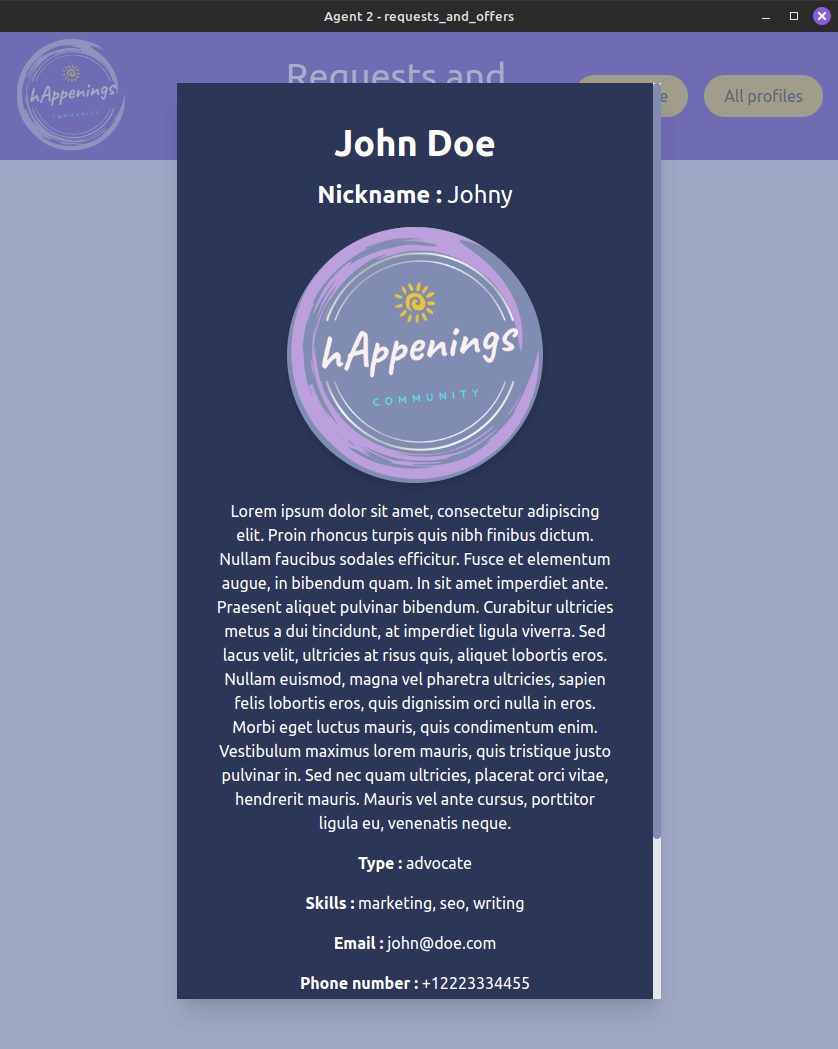 Agent 2 - requests_and_offers
hAppenings
COMMUNITY
Requests and
All profiles
John Doe
Nickname : Johny
hAppenings
COMMUNITY
Lorem ipsum dolor sit amet, consectetur adipiscing
elit. Proin rhoncus turpis quis nibh finibus dictum.
Nullam faucibus sodales efficitur. Fusce et elementum
augue, in bibendum quam. In sit amet imperdiet ante.
Praesent aliquet pulvinar bibendum. Curabitur ultricies
metus a dui tincidunt, at imperdiet ligula viverra. Sed
lacus velit, ultricies at risus quis, aliquet lobortis eros.
Nullam euismod, magna vel pharetra ultricies, sapien
felis lobortis eros, quis dignissim orci nulla in eros.
Morbi eget luctus mauris, quis condimentum enim.
Vestibulum maximus lorem mauris, quis tristique justo
pulvinar in. Sed nec quam ultricies, placerat orci vitae,
hendrerit mauris. Mauris vel ante cursus, porttitor
ligula eu, venenatis neque.
Type : advocate
Skills : marketing, seo, writing
Email : john@doe.com
Phone number : +12223334455